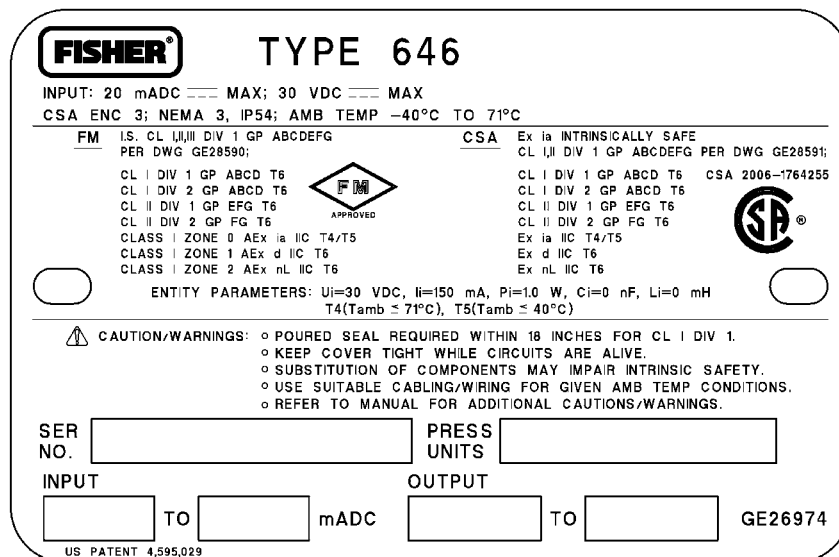 FISHER® TYPE 646
INPUT: 20 mADC ⎓ MAX; 30 VDC ⎓ MAX
CSA ENC 3; NEMA 3, IP54; AMB TEMP -40°C TO 71°C
FM I.S. CL I,II,III DIV 1 GP ABCDEFG
PER DWG GE28590;
CL I DIV 1 GP ABCD T6
CL I DIV 2 GP ABCD T6
CL II DIV 1 GP EFG T6
CL II DIV 2 GP FG T6
CLASS I ZONE 0 AEx ia IIC T4/T5
CLASS I ZONE 1 AEx d IIC T6
CLASS I ZONE 2 AEx nL IIC T6
FM
APPROVED
CSA Ex ia INTRINSICALLY SAFE
CL I,II DIV 1 GP ABCDEFG PER DWG GE28591;
CL I DIV 1 GP ABCD T6 CSA 2006-1764255
CL I DIV 2 GP ABCD T6
CL II DIV 1 GP EFG T6
CL II DIV 2 GP FG T6
Ex ia IIC T4/T5
Ex d IIC T6
Ex nL IIC T6
SA ®
ENTITY PARAMETERS: Ui=30 VDC, Ii=150 mA, Pi=1.0 W, Ci=0 nF, Li=0 mH
T4(Tamb ≤ 71°C), T5(Tamb ≤ 40°C)
CAUTION/WARNINGS: ○ POURED SEAL REQUIRED WITHIN 18 INCHES FOR CL I DIV 1.
○ KEEP COVER TIGHT WHILE CIRCUITS ARE ALIVE.
○ SUBSTITUTION OF COMPONENTS MAY IMPAIR INTRINSIC SAFETY.
○ USE SUITABLE CABLING/WIRING FOR GIVEN AMB TEMP CONDITIONS.
○ REFER TO MANUAL FOR ADDITIONAL CAUTIONS/WARNINGS.
SER
NO.
PRESS
UNITS
INPUT
TO mADC
OUTPUT
TO
GE26974
US PATENT 4,595,029